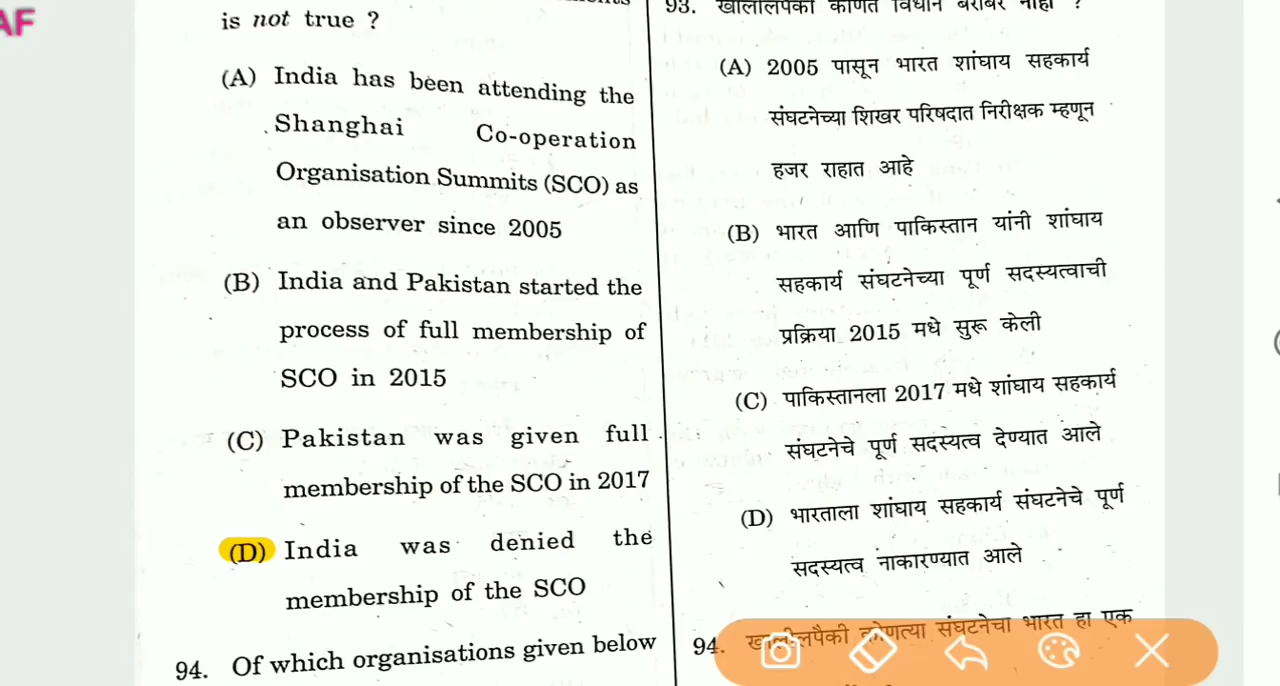 AF
is not true ?
(A) India has been attending the
Shanghai Co-operation
Organisation Summits (SCO) as
an observer since 2005
(B) India and Pakistan started the
process of full membership of
SCO in 2015
(C) Pakistan was given full
membership of the SCO in 2017
(D) India was denied the
membership of the SCO
94. Of which organisations given below
93. खालीलपैकी कोणते विधान बरोबर नाही ?
(A) 2005 पासून भारत शांघाय सहकार्य
संघटनेच्या शिखर परिषदात निरीक्षक म्हणून
हजर राहात आहे
(B) भारत आणि पाकिस्तान यांनी शांघाय
सहकार्य संघटनेच्या पूर्ण सदस्यत्वाची
प्रक्रिया 2015 मधे सुरू केली
(C) पाकिस्तानला 2017 मधे शांघाय सहकार्य
संघटनेचे पूर्ण सदस्यत्व देण्यात आले
(D) भारताला शांघाय सहकार्य संघटनेचे पूर्ण
सदस्यत्व नाकारण्यात आले
94. खालीलपैकी कोणत्या संघटनेचा भारत हा एक